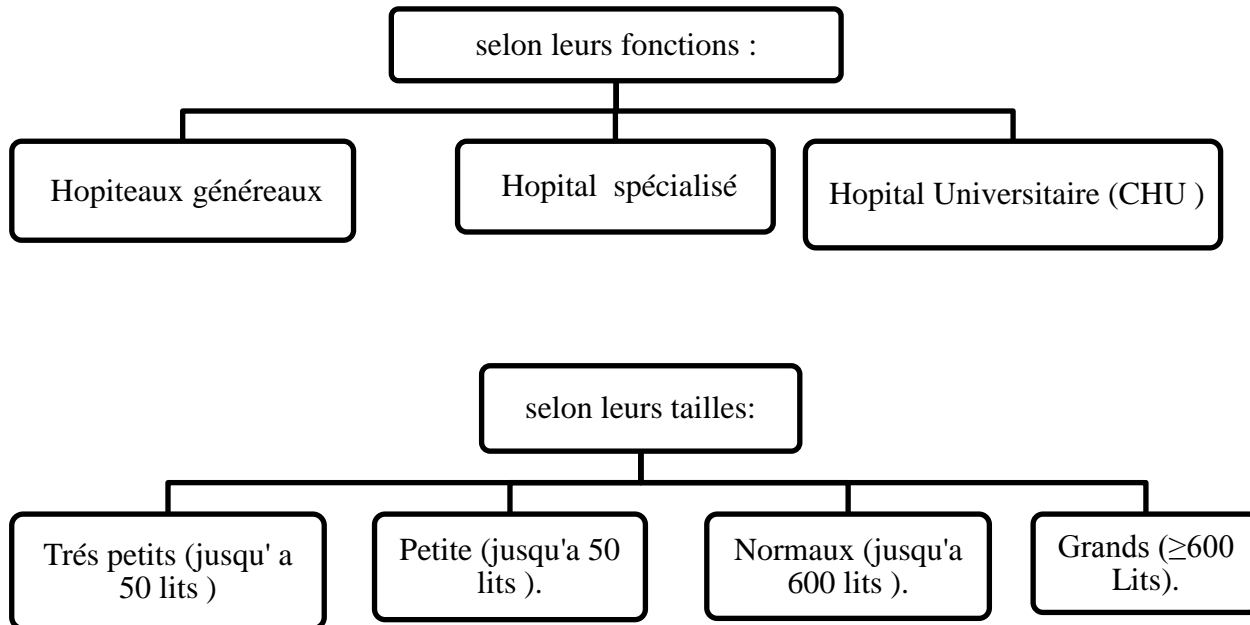 selon leurs fonctions :
Hopiteaux généreaux
Hopital spécialisé
Hopital Universitaire (CHU )
selon leurs tailles:
Trés petits (jusqu' a
50 lits )
Petite (jusqu'a 50
lits ).
Normaux (jusqu'a
600 lits ).
Grands (≥600
Lits).